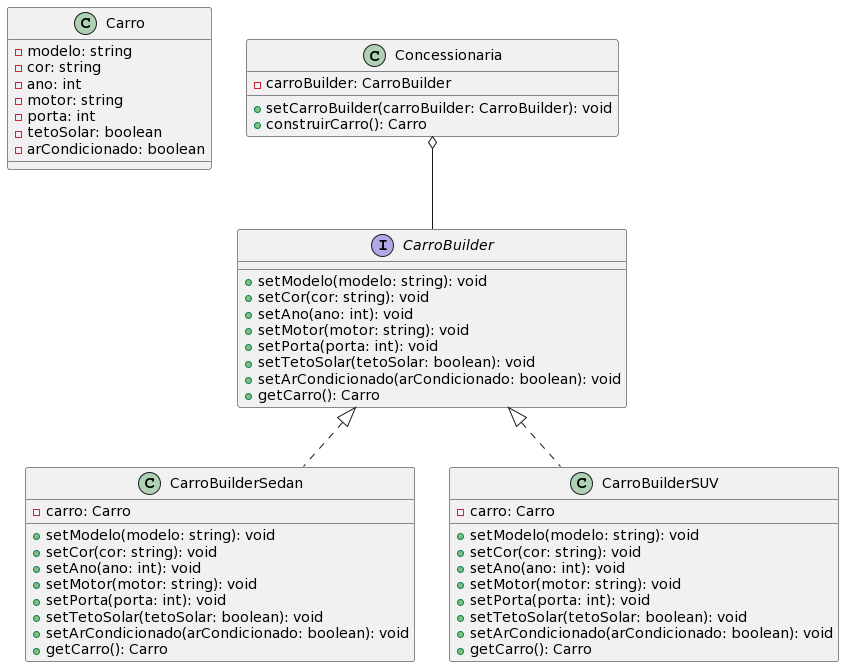 C Carro
modelo: string
cor: string
ano: int
motor: string
porta: int
tetoSolar: boolean
arCondicionado: boolean
C Concessionaria
carroBuilder: CarroBuilder
setCarroBuilder(carroBuilder: CarroBuilder): void
construirCarro(): Carro
I CarroBuilder
setModelo(modelo: string): void
setCor(cor: string): void
setAno(ano: int): void
setMotor(motor: string): void
setPorta(porta: int): void
setTetoSolar(tetoSolar: boolean): void
setArCondicionado(arCondicionado: boolean): void
getCarro(): Carro
C CarroBuilderSedan
carro: Carro
setModelo(modelo: string): void
setCor(cor: string): void
setAno(ano: int): void
setMotor(motor: string): void
setPorta(porta: int): void
setTetoSolar(tetoSolar: boolean): void
setArCondicionado(arCondicionado: boolean): void
getCarro(): Carro
C CarroBuilderSUV
carro: Carro
setModelo(modelo: string): void
setCor(cor: string): void
setAno(ano: int): void
setMotor(motor: string): void
setPorta(porta: int): void
setTetoSolar(tetoSolar: boolean): void
setArCondicionado(arCondicionado: boolean): void
getCarro(): Carro